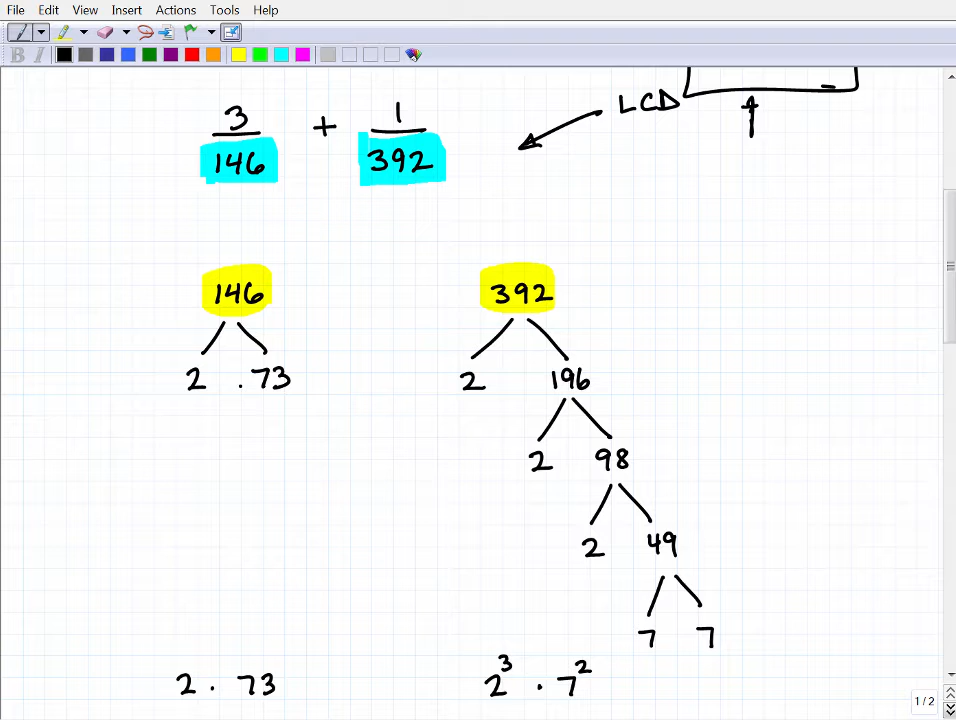 File Edit View Insert Actions Tools Help
B I
3/146 + 1/392
LCD
146 392
2 . 73 2 196
2 98
2 49
7 7
2 . 73 2³ . 7²
1 / 2